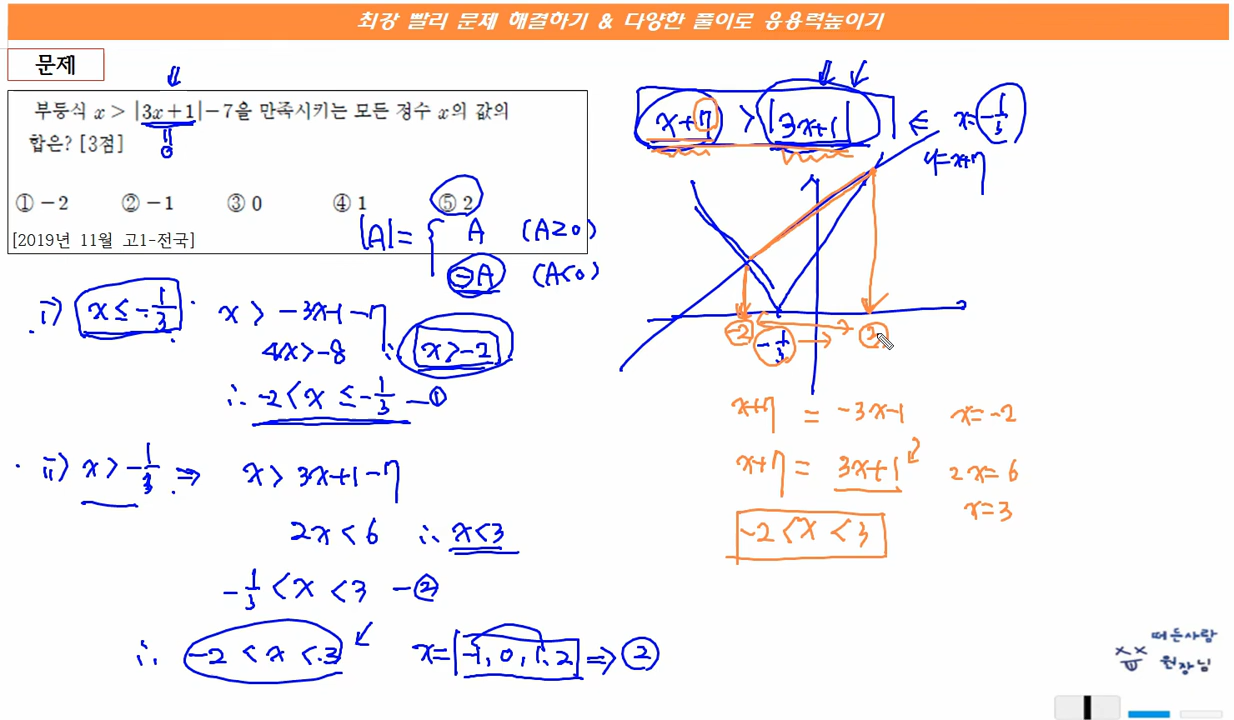 최강 빨리 문제 해결하기 & 다양한 풀이로 응용력높이기
문제
부등식 x > |3x+1|−7을 만족시키는 모든 정수 x의 값의
합은? [3점]
0
① −2 ② −1 ③ 0 ④ 1 ⑤ 2
[2019년 11월 고1-전국]
|A| = { A (A≥0)
−A (A<0)
i) x ≤ −1/3 x > −3x−1−7
4x > −8 ∴ x > −2
∴ −2 < x ≤ −1/3 —①
ii) x > −1/3 ⇒ x > 3x+1−7
2x < 6 ∴ x < 3
−1/3 < x < 3 —②
∴ −2 < x < 3 x = −1, 0, 1, 2 ⇒ ②
x+7 > |3x+1| ⇐ x = −1/3
y = x+7
−2 −1/3
x+7 = −3x−1 x = −2
x+7 = 3x+1 2x = 6
x = 3
−2 < x < 3
떠든사람
원장님